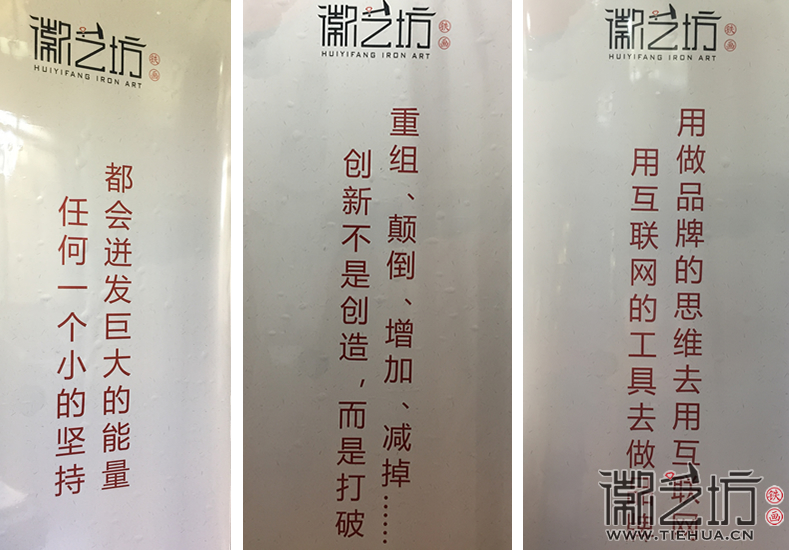 徽艺坊
铁画
HUIYIFANG IRON ART
任何一个小的坚持
都会迸发巨大的能量
徽艺坊
铁画
HUIYIFANG IRON ART
创新不是创造，而是打破
重组、颠倒、增加、减掉……
徽艺坊
铁画
HUIYIFANG IRON ART
用互联网的工具去做品牌
用做品牌的思维去用互联网
徽艺坊
铁画
WWW.TIEHUA.CN